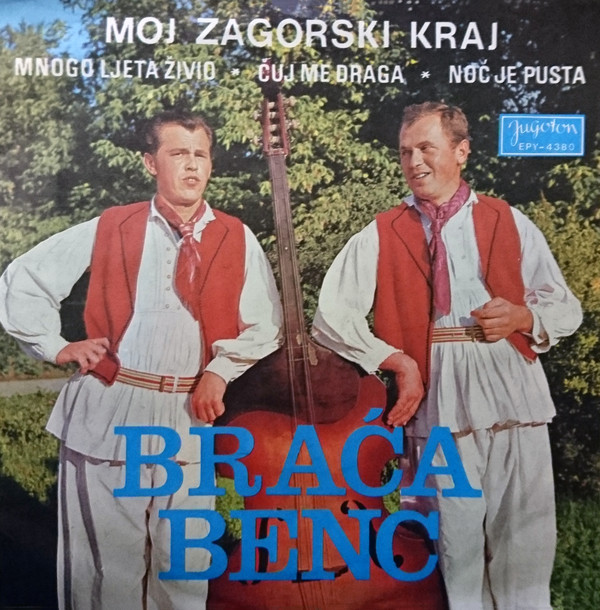 MOJ ZAGORSKI KRAJ
MNOGO LJETA ŽIVIO * ČUJ ME DRAGA * NOĆ JE PUSTA
Jugoton
EPY-4380
BRAĆA
BENC